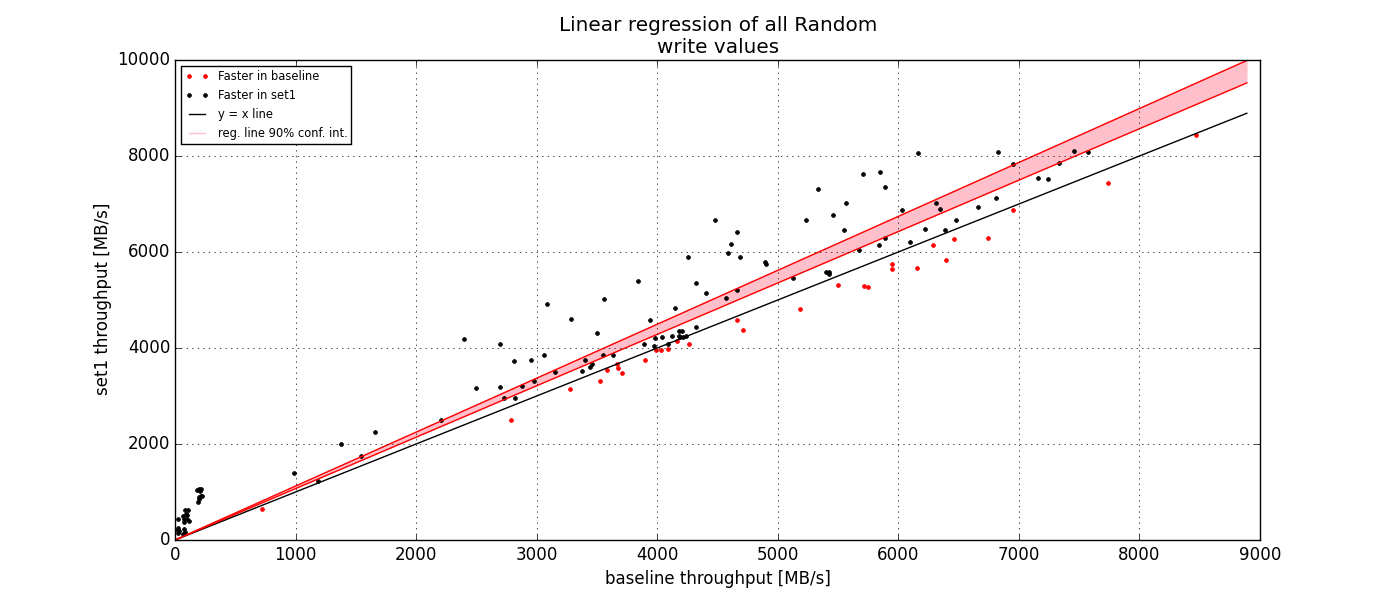 Linear regression of all Random
write values
10000
8000
6000
4000
2000
0
set1 throughput [MB/s]
Faster in baseline
Faster in set1
y = x line
reg. line 90% conf. int.
0 1000 2000 3000 4000 5000 6000 7000 8000 9000
baseline throughput [MB/s]